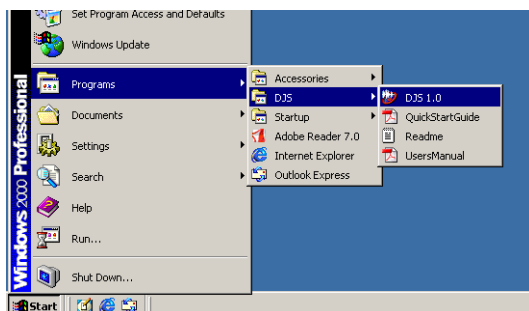 Set Program Access and Defaults
Windows Update
Programs
Documents
Settings
Search
Help
Run...
Shut Down...
Windows 2000 Professional
Accessories
DJS
Startup
Adobe Reader 7.0
Internet Explorer
Outlook Express
DJS 1.0
QuickStartGuide
Readme
UsersManual
Start